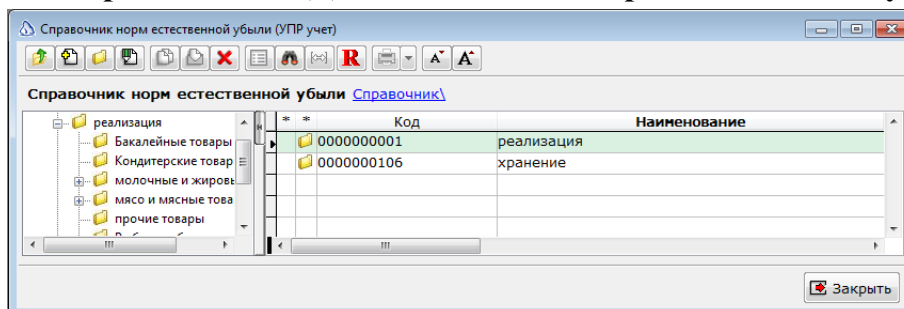 Справочник норм естественной убыли (УПР учет)
R A A
Справочник норм естественной убыли Справочник\
реализация
Бакалейные товары
Кондитерские товар
молочные и жировы
мясо и мясные това
прочие товары
* * Код Наименование
0000000001 реализация
0000000106 хранение
Закрыть